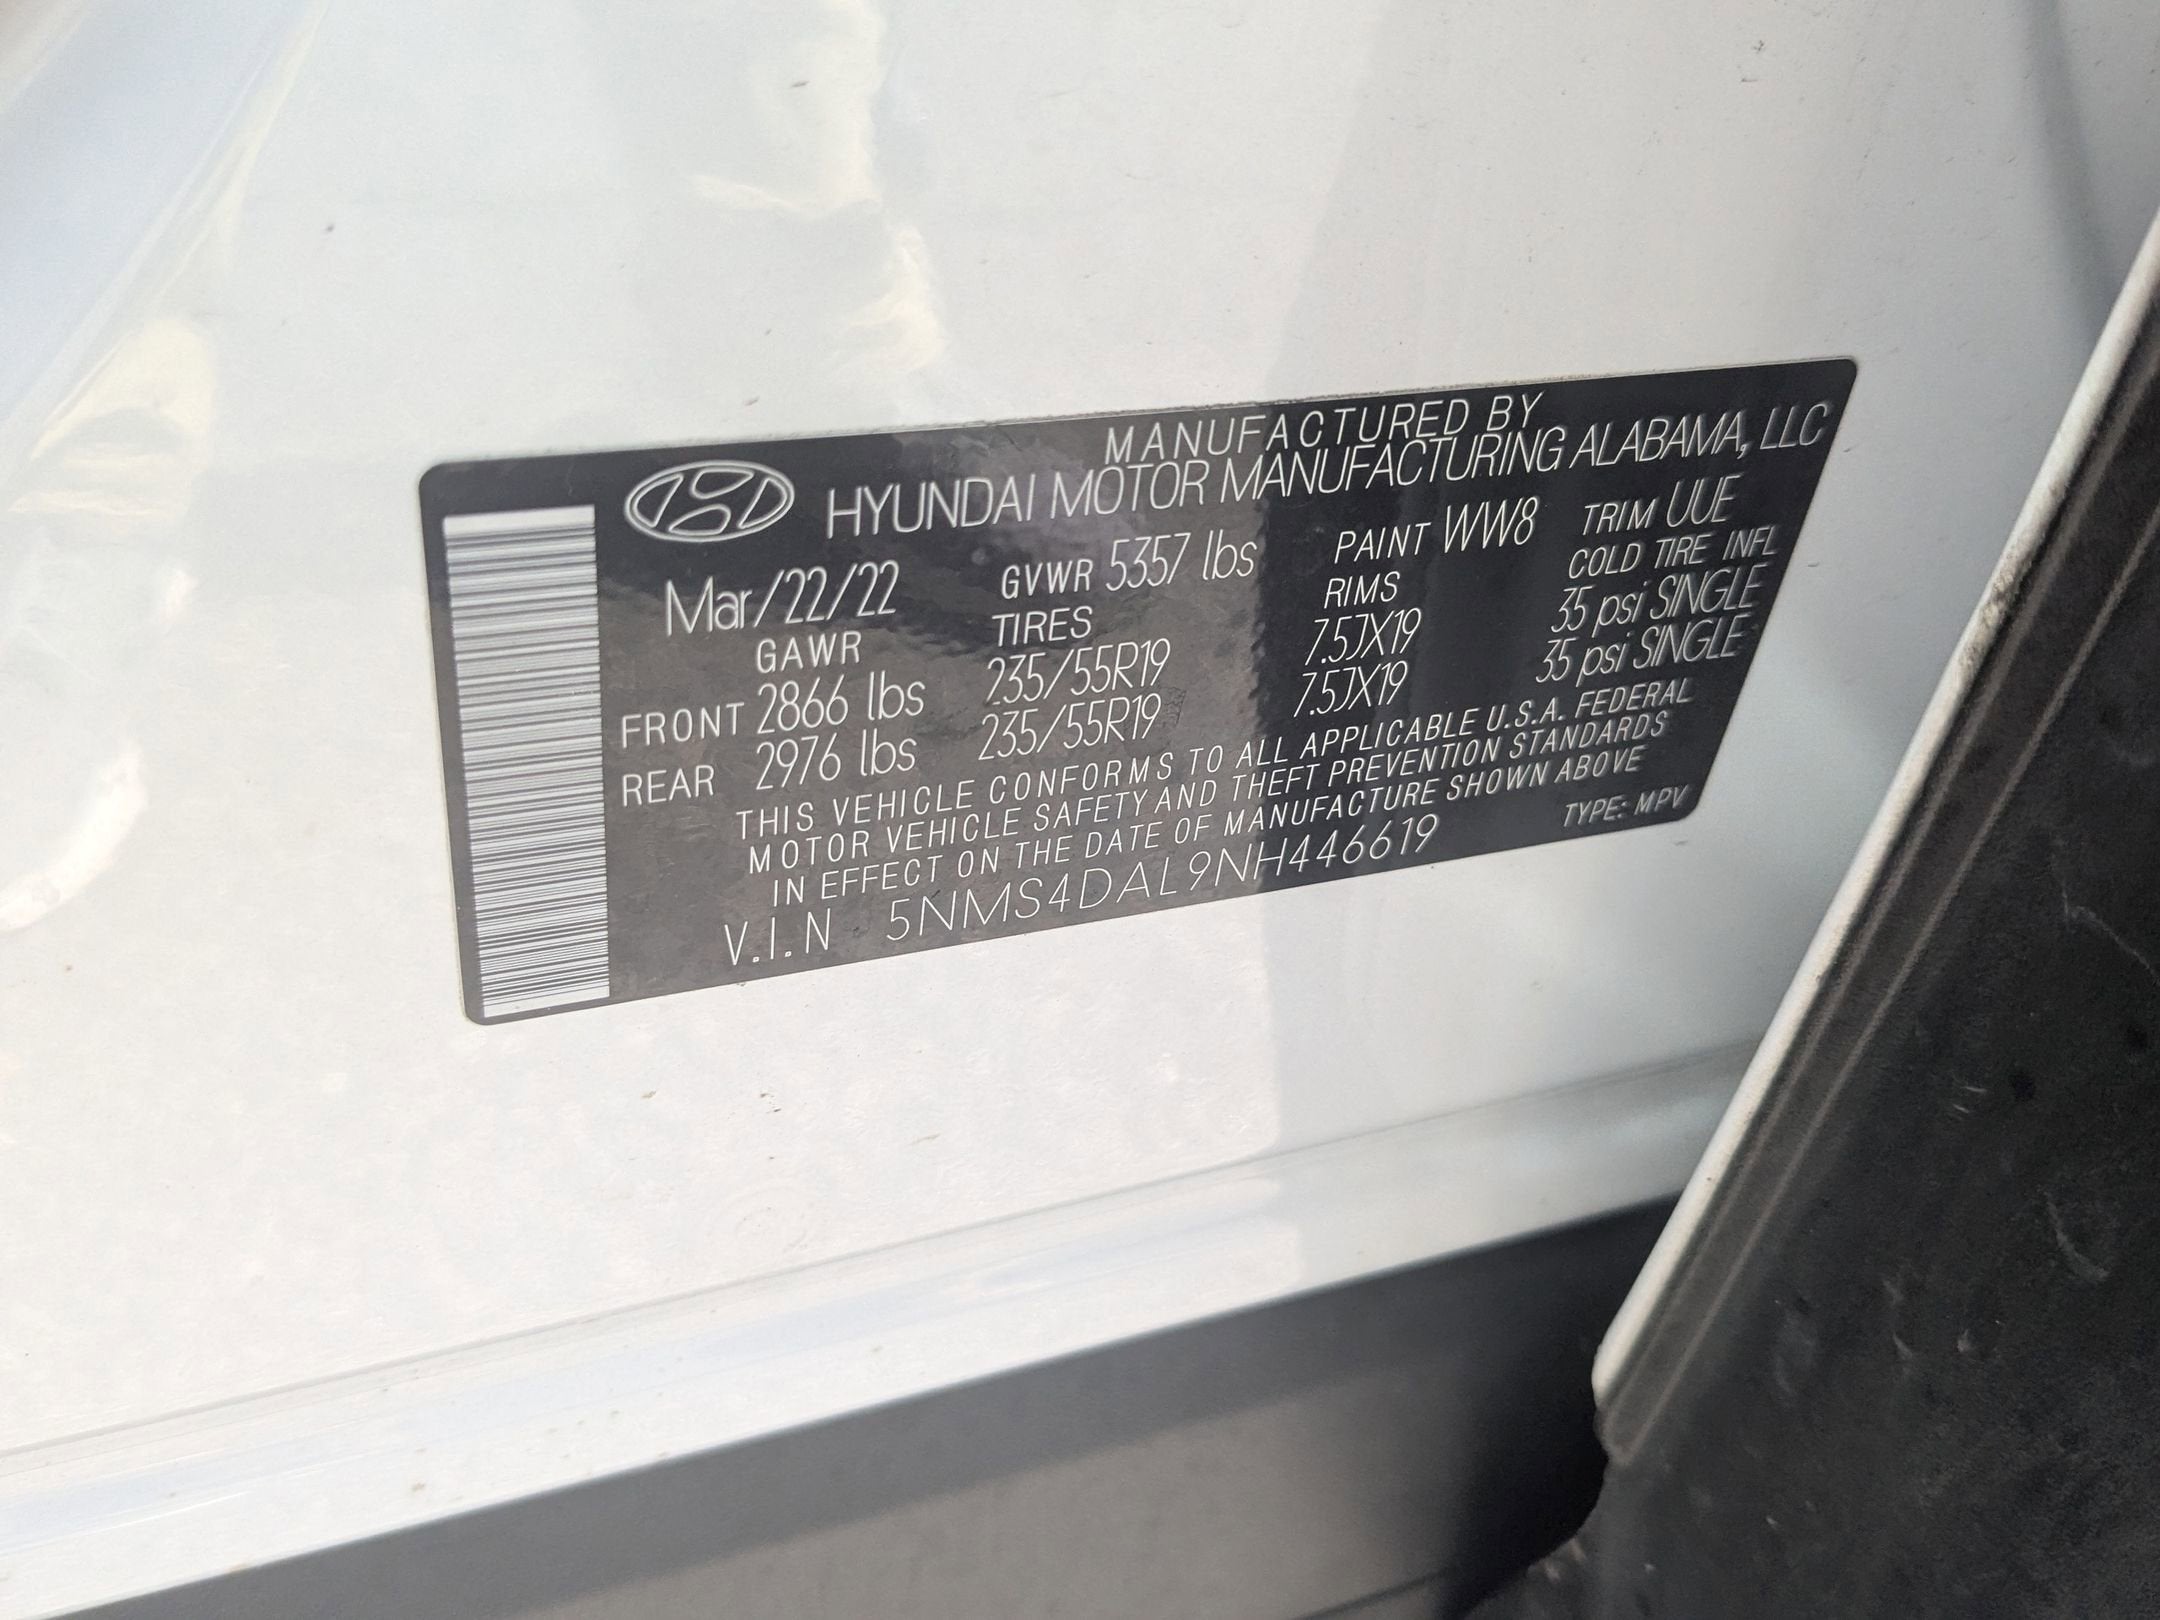 MANUFACTURED BY
HYUNDAI MOTOR MANUFACTURING ALABAMA, LLC
Mar/22/22 GVWR 5357 lbs PAINT WW8 TRIM UUE
GAWR TIRES RIMS COLD TIRE INFL
FRONT 2866 lbs 235/55R19 7.5JX19 35 psi SINGLE
REAR 2976 lbs 235/55R19 7.5JX19 35 psi SINGLE
THIS VEHICLE CONFORMS TO ALL APPLICABLE U.S.A. FEDERAL
MOTOR VEHICLE SAFETY AND THEFT PREVENTION STANDARDS
IN EFFECT ON THE DATE OF MANUFACTURE SHOWN ABOVE
V.I.N 5NMS4DAL9NH446619 TYPE: MPV